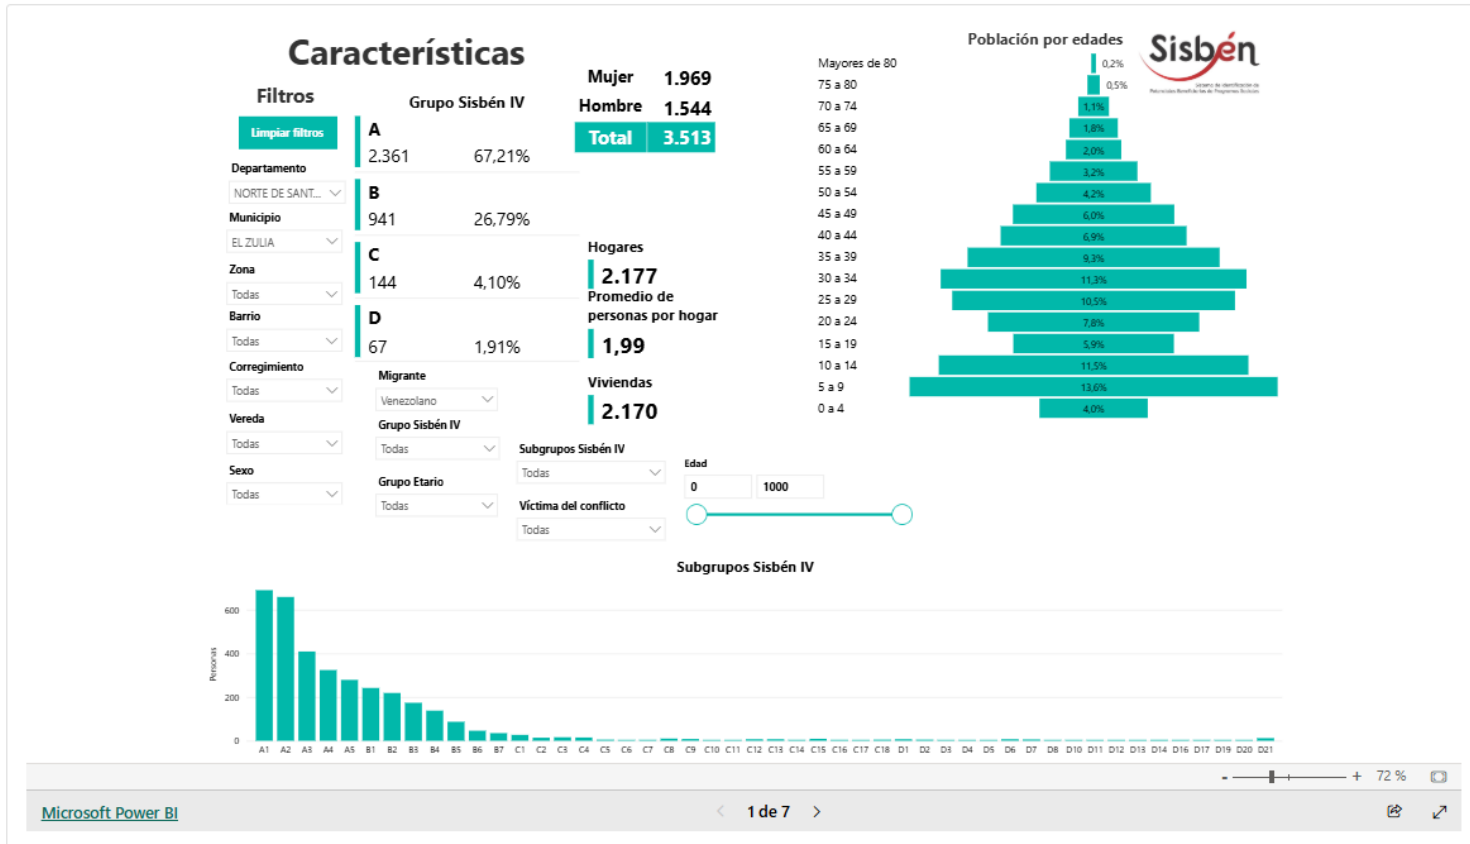 Características
Filtros
Limpiar filtros
Departamento
NORTE DE SANT...
Municipio
EL ZULIA
Zona
Todas
Barrio
Todas
Corregimiento
Todas
Vereda
Todas
Sexo
Todas
Grupo Sisbén IV
A
2.361 67,21%
B
941 26,79%
C
144 4,10%
D
67 1,91%
Migrante
Venezolano
Grupo Sisbén IV
Todas
Grupo Etario
Todas
Subgrupos Sisbén IV
Todas
Víctima del conflicto
Todas
Mujer 1.969
Hombre 1.544
Total 3.513
Hogares
2.177
Promedio de
personas por hogar
1,99
Viviendas
2.170
Edad
0 1000
Población por edades
Mayores de 80 0,2%
75 a 80 0,5%
70 a 74 1,1%
65 a 69 1,8%
60 a 64 2,0%
55 a 59 3,2%
50 a 54 4,2%
45 a 49 6,0%
40 a 44 6,9%
35 a 39 9,3%
30 a 34 11,3%
25 a 29 10,5%
20 a 24 7,8%
15 a 19 5,9%
10 a 14 11,5%
5 a 9 13,6%
0 a 4 4,0%
Sisbén
Sistema de Identificación de
Potenciales Beneficiarios de Programas Sociales
Subgrupos Sisbén IV
Personas
600
400
200
0
A1 A2 A3 A4 A5 B1 B2 B3 B4 B5 B6 B7 C1 C2 C3 C4 C5 C6 C7 C8 C9 C10 C11 C12 C13 C14 C15 C16 C17 C18 D1 D2 D3 D4 D5 D6 D7 D8 D10 D11 D12 D13 D14 D16 D17 D19 D20 D21
- + 72 %
Microsoft Power BI
1 de 7